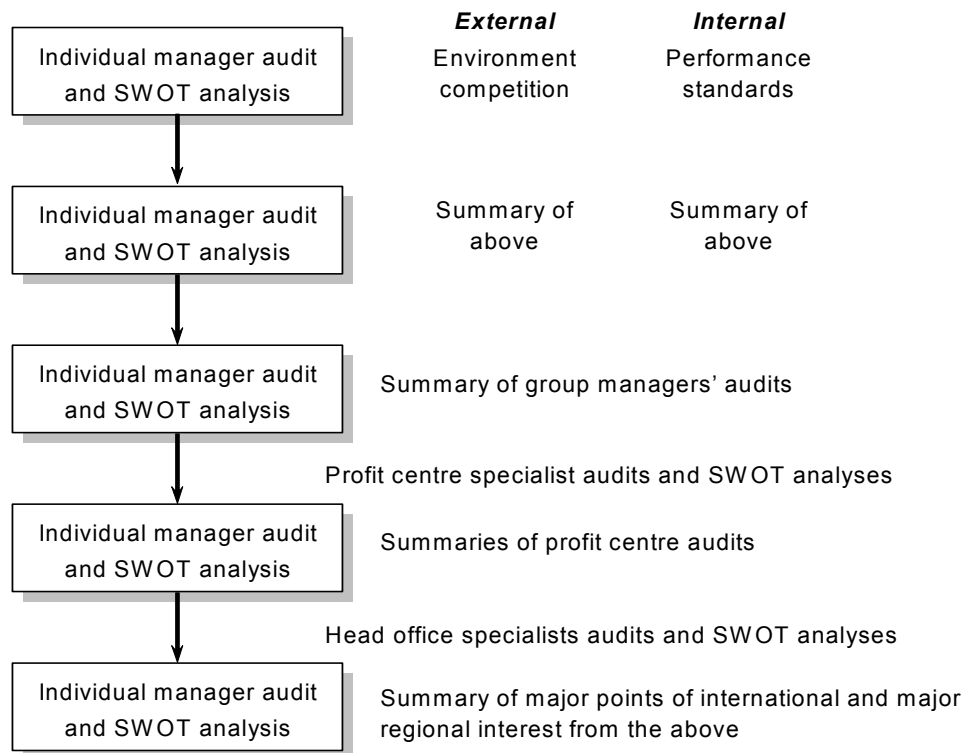 External
Internal
Individual manager audit
and SWOT analysis
Environment
competition
Performance
standards
Individual manager audit
and SWOT analysis
Summary of
above
Summary of
above
Individual manager audit
and SWOT analysis
Summary of group managers’ audits
Profit centre specialist audits and SWOT analyses
Individual manager audit
and SWOT analysis
Summaries of profit centre audits
Head office specialists audits and SWOT analyses
Individual manager audit
and SWOT analysis
Summary of major points of international and major
regional interest from the above